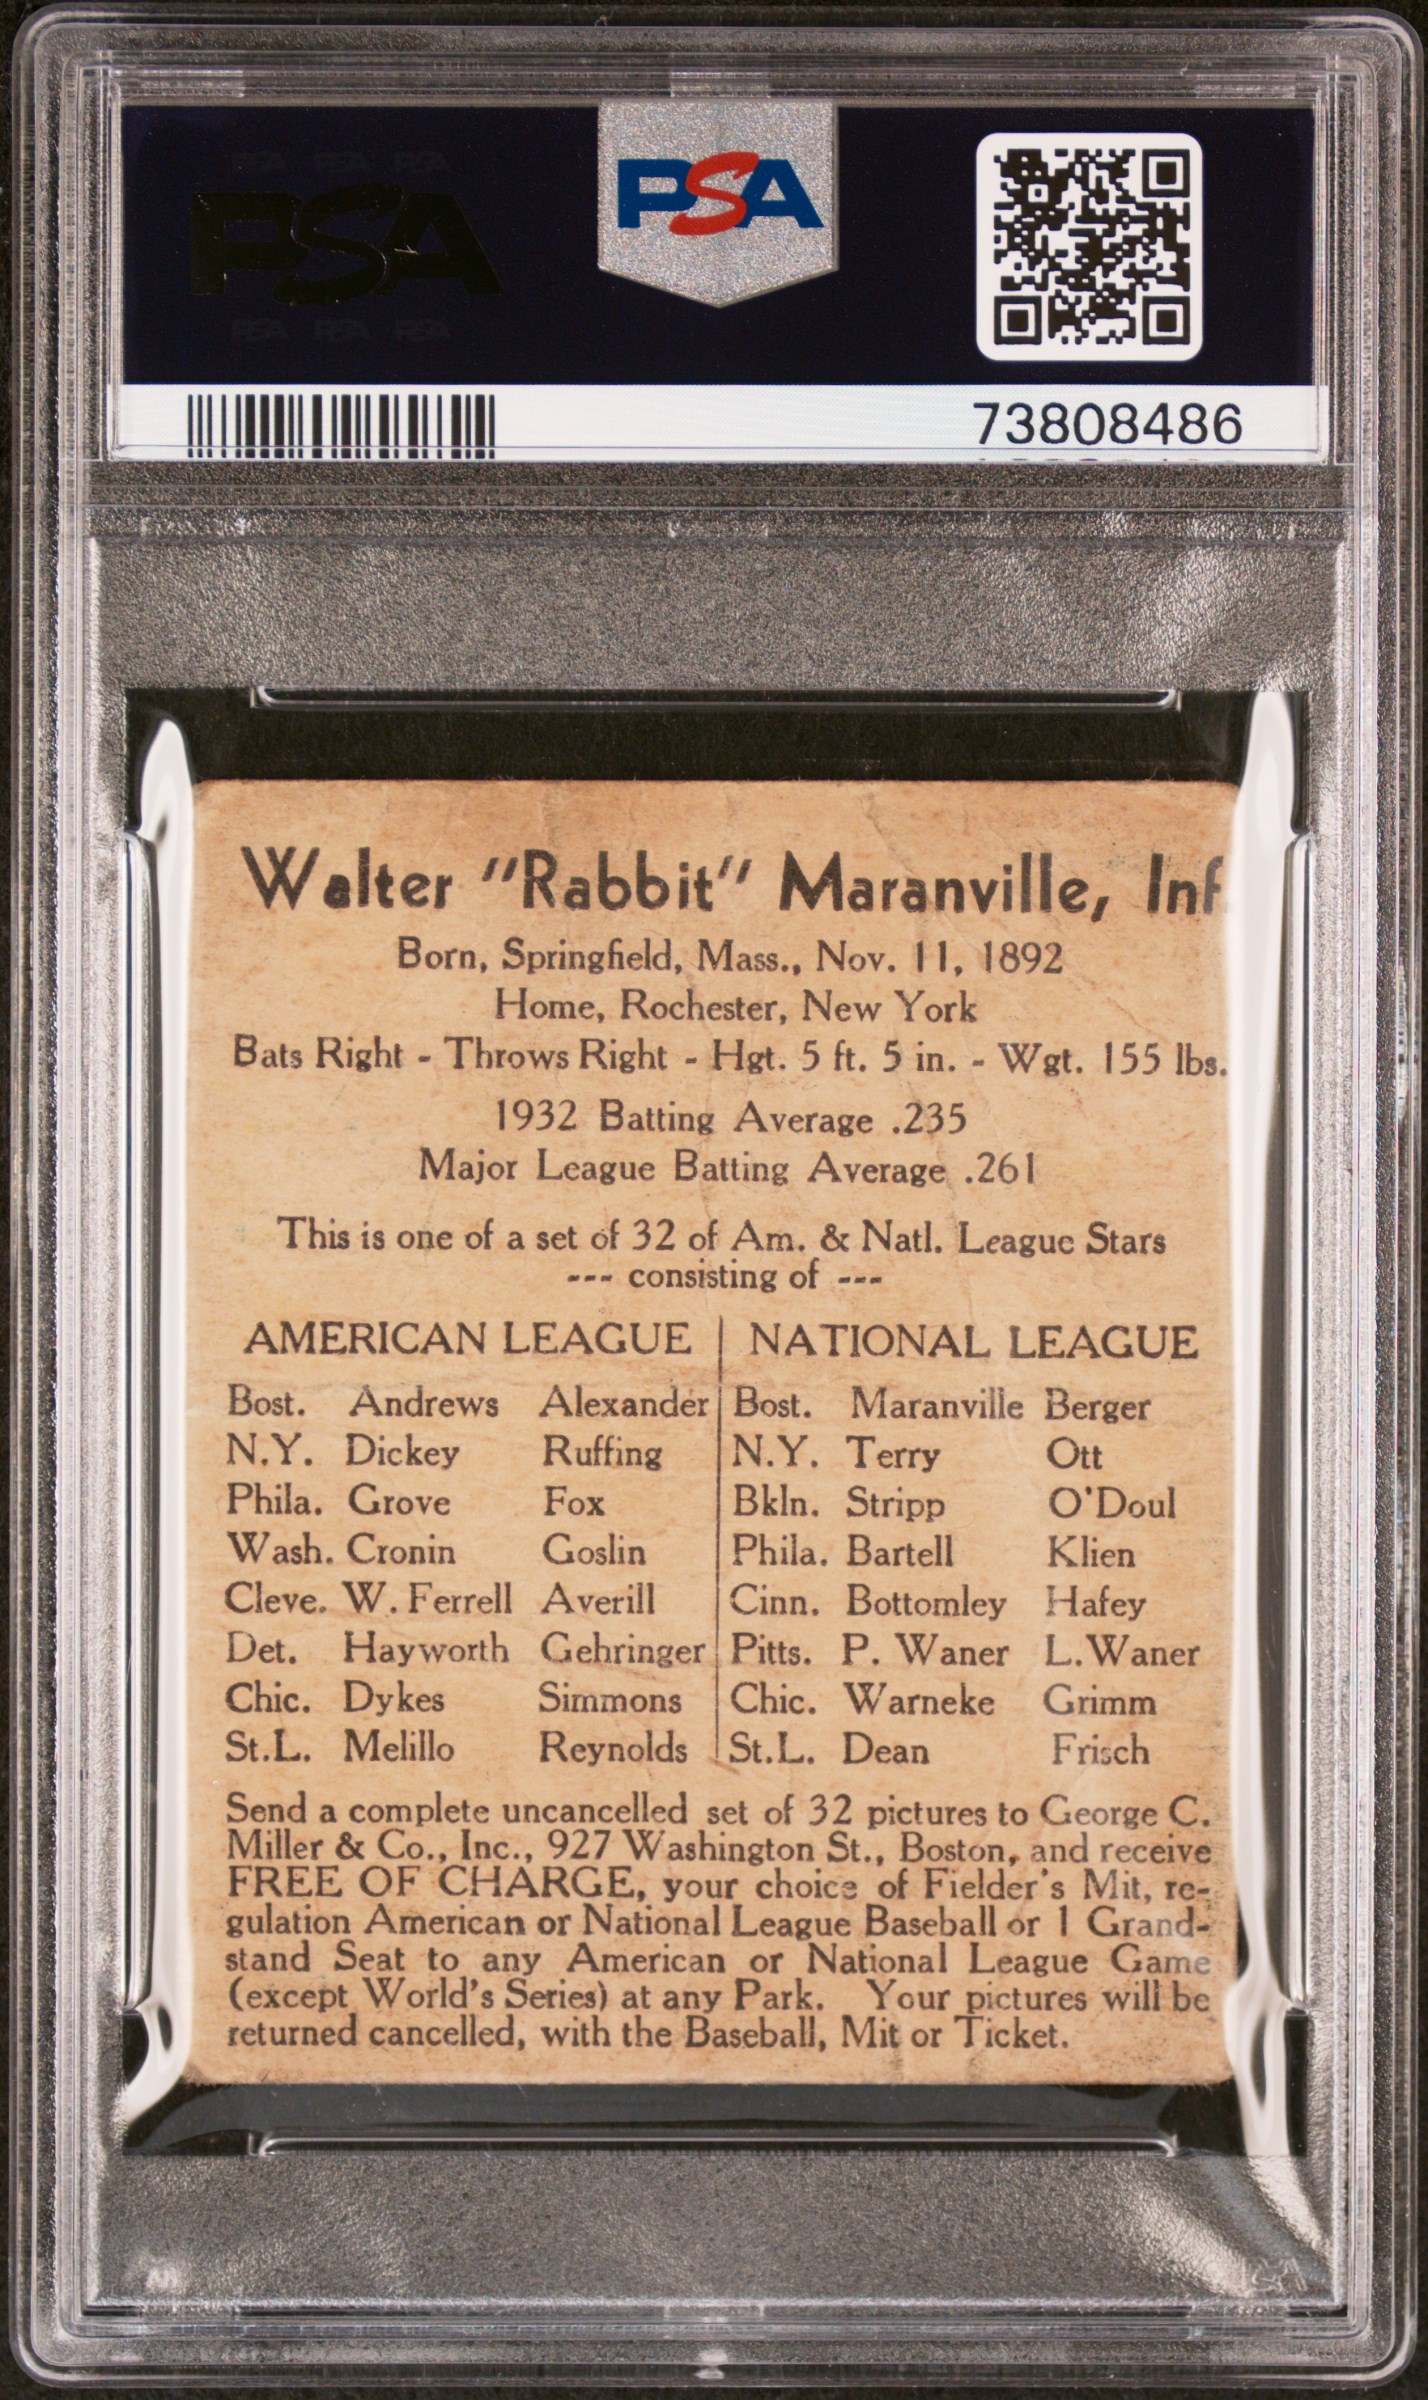 PSA
73808486
Walter "Rabbit" Maranville, Inf.
Born, Springfield, Mass., Nov. 11, 1892
Home, Rochester, New York
Bats Right - Throws Right - Hgt. 5 ft. 5 in. - Wgt. 155 lbs.
1932 Batting Average .235
Major League Batting Average .261
This is one of a set of 32 of Am. & Natl. League Stars
--- consisting of ---
AMERICAN LEAGUE | NATIONAL LEAGUE
Bost. Andrews Alexander Bost. Maranville Berger
N.Y. Dickey Ruffing N.Y. Terry Ott
Phila. Grove Fox Bkln. Stripp O'Doul
Wash. Cronin Goslin Phila. Bartell Klien
Cleve. W. Ferrell Averill Cinn. Bottomley Hafey
Det. Hayworth Gehringer Pitts. P. Waner L. Waner
Chic. Dykes Simmons Chic. Warneke Grimm
St.L. Melillo Reynolds St.L. Dean Frisch
Send a complete uncancelled set of 32 pictures to George C.
Miller & Co., Inc., 927 Washington St., Boston, and receive
FREE OF CHARGE, your choice of Fielder's Mit, re-
gulation American or National League Baseball or 1 Grand-
stand Seat to any American or National League Game
(except World's Series) at any Park. Your pictures will be
returned cancelled, with the Baseball, Mit or Ticket.